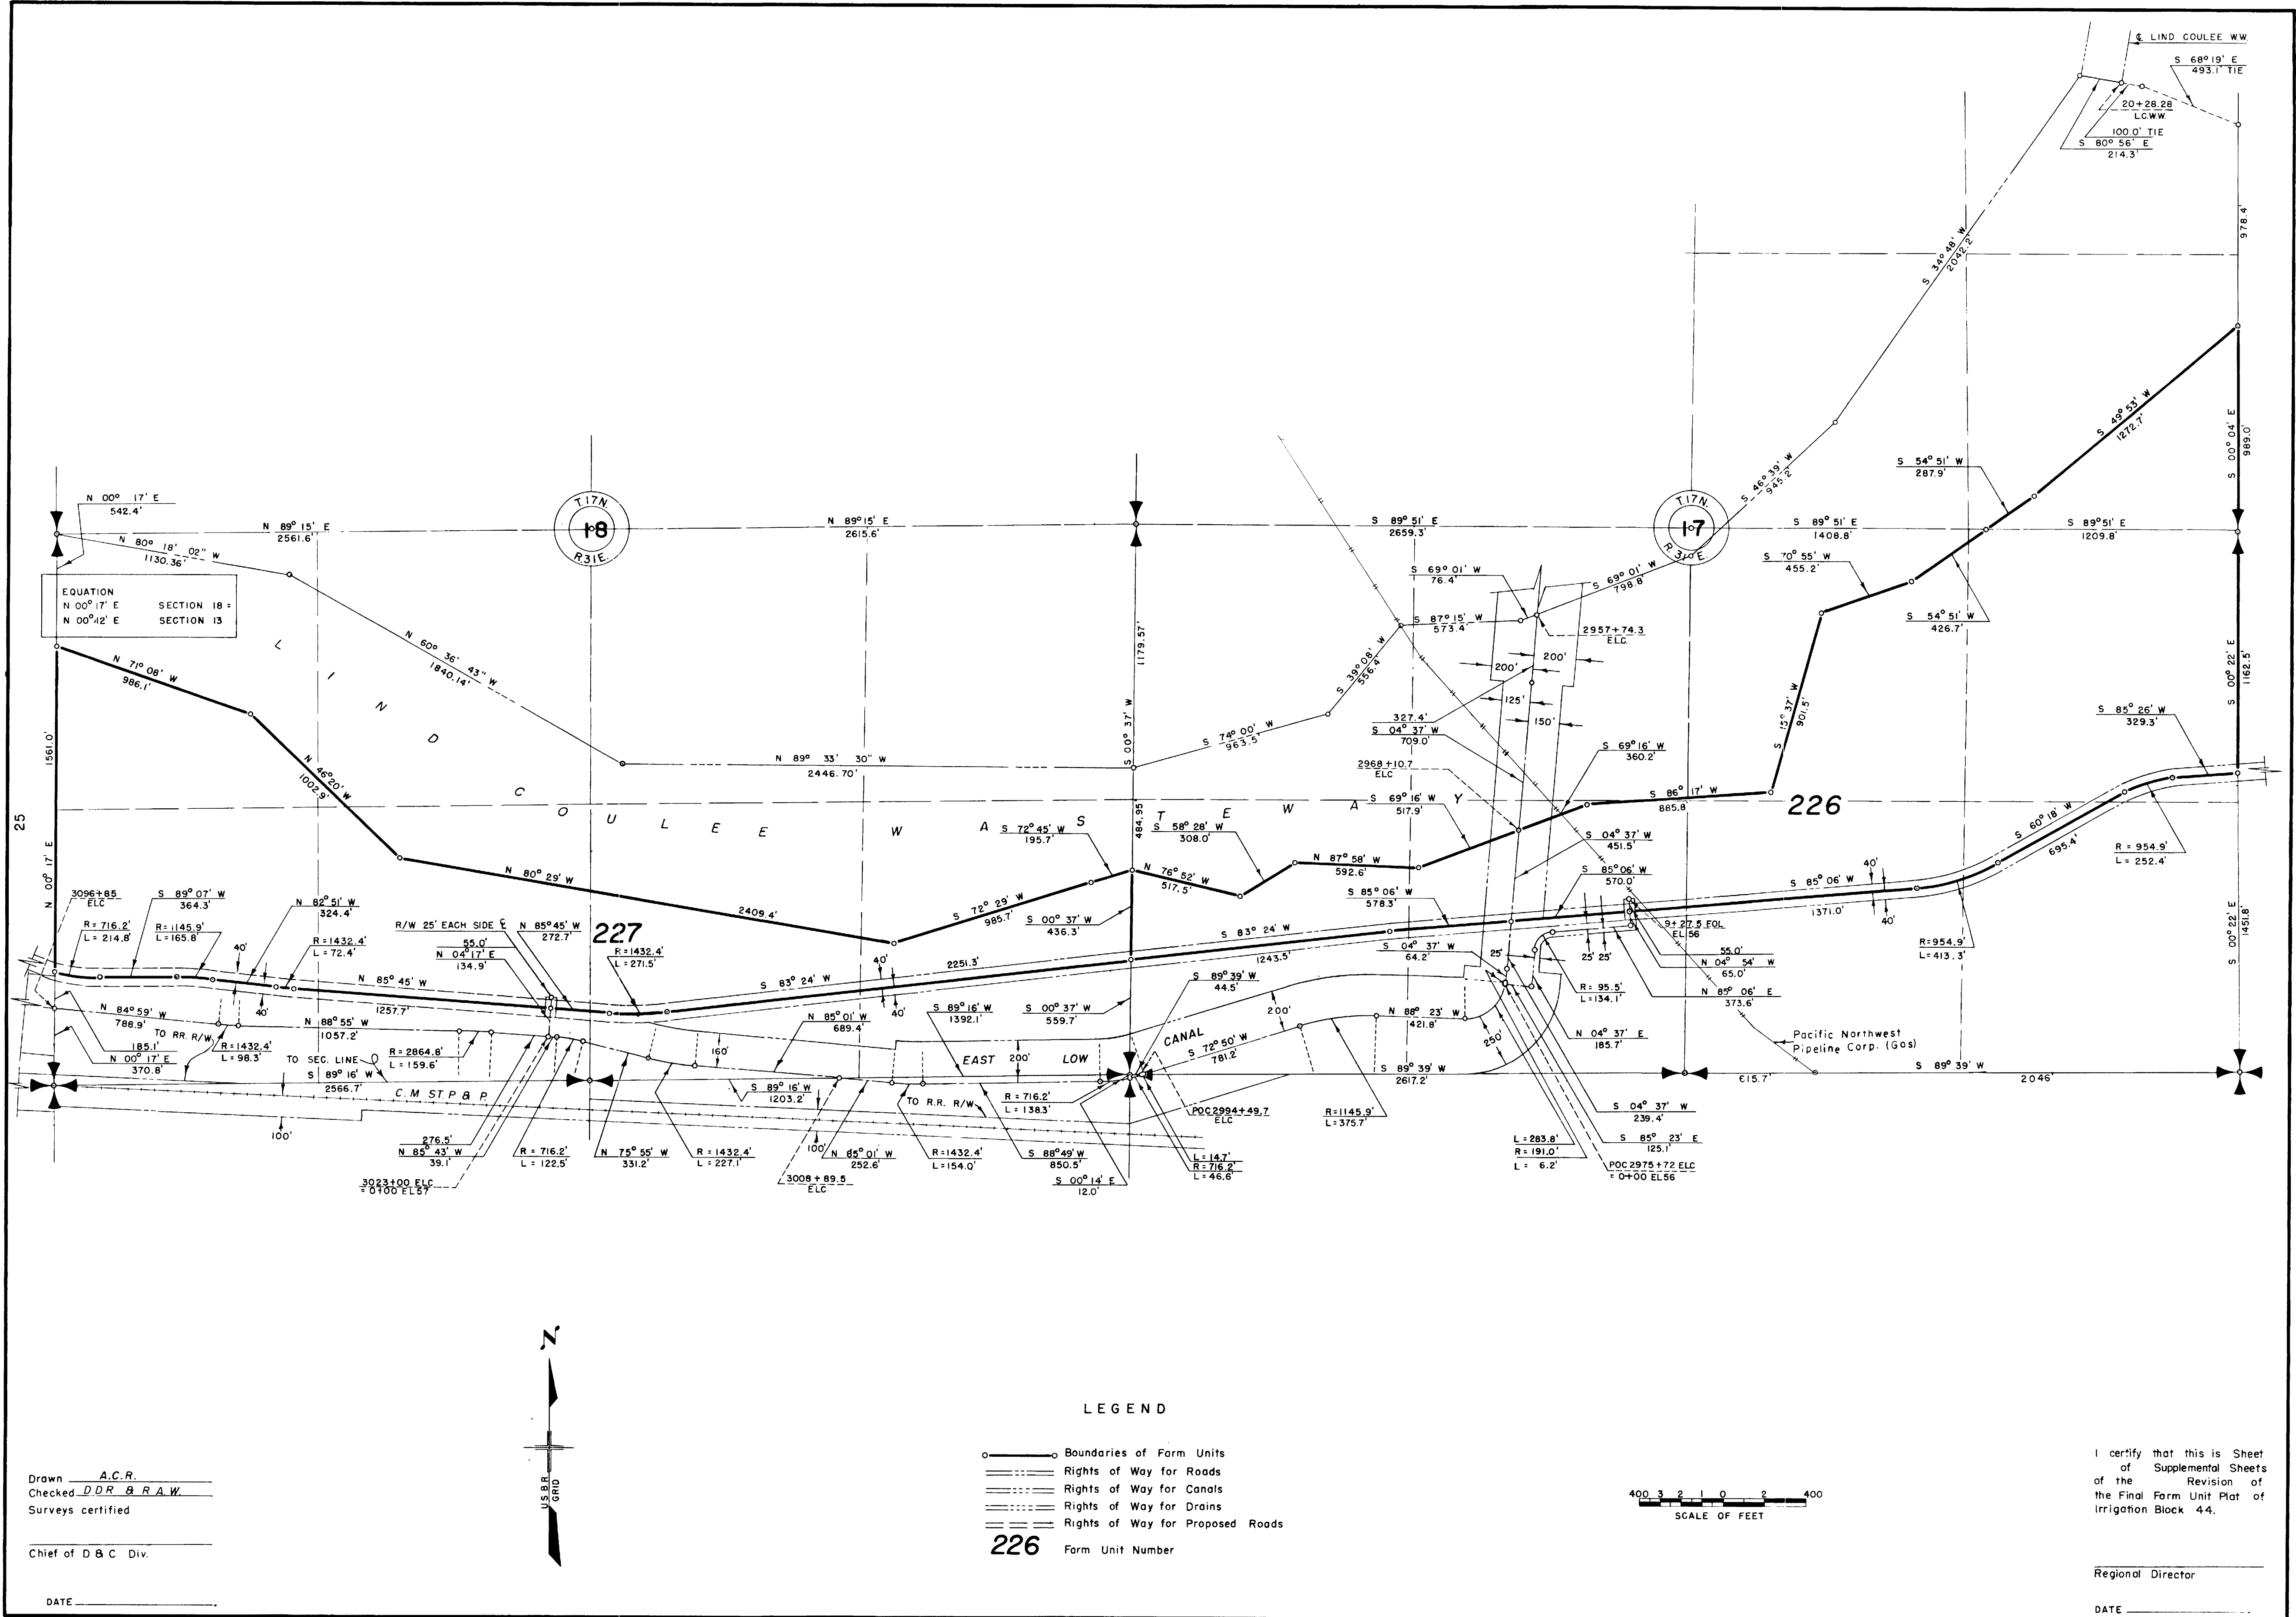 ℄ LIND COULEE W.W.
S 68° 19' E
493.1' TIE
20+28.28
L.C.W.W.
100.0' TIE
S 80° 56' E
214.3'
978.4'
S 34° 48' W
2042.2'
S 49° 53' W
1272.7'
S 00° 04' E
989.0'
S 54° 51' W
287.9'
S 46° 39' W
945.2'
N 00° 17' E
542.4'
N 89° 15' E
2561.6'
T.17N.
18
R.31E.
N 89° 15' E
2615.6'
S 89° 51' E
2659.3'
T.17N.
17
R.31E.
S 89° 51' E
1408.8'
S 89° 51' E
1209.8'
N 80° 18' 02" W
1130.36'
S 70° 55' W
455.2'
S 69° 01' W
76.4'
S 69° 01' W
798.8'
EQUATION
N 00° 17' E SECTION 18 =
N 00° 12' E SECTION 13
S 87° 15' W
573.4'
2957+74.3
ELC
S 54° 51' W
426.7'
N 60° 36' 43" W
1840.14'
1179.57'
S 00° 37' W
S 39° 08' W
556.4'
200'
200'
125'
150'
N 71° 08' W
986.1'
S 00° 22' E
1162.5'
S 15° 37' W
901.5'
S 85° 26' W
329.3'
327.4'
S 04° 37' W
709.0'
S 74° 00' W
963.5'
S 69° 16' W
360.2'
1561.0'
N 00° 17' E
N 46° 20' W
1002.9'
N 89° 33' 30" W
2446.70'
2968+10.7
ELC
S 86° 17' W
885.8
226
LIND COULEE WASTEWAY
S 69° 16' W
517.9'
25
484.95
S 72° 45' W
195.7'
S 58° 28' W
308.0'
S 04° 37' W
451.5'
S 60° 18' W
695.4'
R = 954.9'
L = 252.4'
N 80° 29' W
2409.4'
N 76° 52' W
517.5'
N 87° 58' W
592.6'
S 85° 06' W
570.0'
S 85° 06' W
1371.0'
40'
40'
3096+85
ELC
S 89° 07' W
364.3'
N 82° 51' W
324.4'
R/W 25' EACH SIDE ℄
N 85° 45' W
272.7'
227
S 72° 29' W
985.7'
S 00° 37' W
436.3'
S 85° 06' W
578.3'
R = 716.2'
L = 214.8'
R=1145.9'
L=165.8'
R=1432.4'
L = 72.4'
55.0'
N 04° 17' E
134.9'
R=1432.4'
L = 271.5'
2251.3'
S 83° 24' W
S 83° 24' W
1243.5'
9+27.5 EOL
EL 56
R=954.9'
L=413.3'
S 00° 22' E
1451.8'
40'
40'
40'
40'
S 04° 37' W
64.2'
25'
25' 25'
55.0'
N 04° 54' W
65.0'
N 85° 45' W
1257.7'
S 89° 39' W
44.5'
R= 95.5'
L=134.1'
N 85° 06' E
373.6'
N 84° 59' W
788.9'
TO RR. R/W
N 88° 55' W
1057.2'
N 85° 01' W
689.4'
S 89° 16' W
1392.1'
S 00° 37' W
559.7'
200'
N 88° 23' W
421.8'
N 04° 37' E
185.7'
250'
185.1'
N 00° 17' E
370.8'
R=1432.4'
L = 98.3'
TO SEC. LINE
R = 2864.8'
L = 159.6'
160'
EAST LOW CANAL
200'
S 72° 50' W
781.2'
Pacific Northwest
Pipeline Corp. (Gas)
S 89° 16' W
2566.7'
S 89° 16' W
1203.2'
S 89° 39' W
2617.2'
615.7'
S 89° 39' W
2046'
C. M. ST. P & P.
TO R.R. R/W
R = 716.2'
L = 138.3'
POC 2994+49.7
ELC
R=1145.9'
L=375.7'
S 04° 37' W
239.4'
100'
276.5'
N 85° 43' W
39.1'
R = 716.2'
L = 122.5'
N 75° 55' W
331.2'
R = 1432.4'
L = 227.1'
100'
N 85° 01' W
252.6'
R=1432.4'
L=154.0'
S 88° 49' W
850.5'
L=14.7'
R=716.2'
L=46.6'
L = 283.8'
R = 191.0'
L = 6.2'
S 85° 23' E
125.1'
3023+00 ELC
= 0+00 EL57
3008+89.5
ELC
S 00° 14' E
12.0'
POC 2975+72 ELC
= 0+00 EL56
N
U.S.B.R.
GRID
LEGEND
Boundaries of Farm Units
Rights of Way for Roads
Rights of Way for Canals
Rights of Way for Drains
Rights of Way for Proposed Roads
226 Farm Unit Number
400 3 2 1 0 2 400
SCALE OF FEET
Drawn A.C.R.
Checked DDR & R.A.W.
Surveys certified
Chief of D & C Div.
DATE
I certify that this is Sheet
of Supplemental Sheets
of the Revision of
the Final Farm Unit Plat of
Irrigation Block 44.
Regional Director
DATE